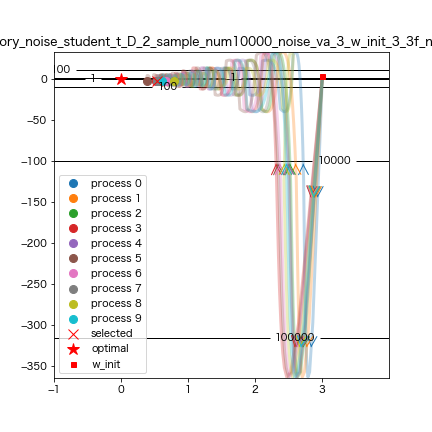 ory_noise_student_t_D_2_sample_num10000_noise_va_3_w_init_3_3f_n
0
−50
−100
−150
−200
−250
−300
−350
−1
0
1
2
3
00
1
100
1
10000
100000
process 0
process 1
process 2
process 3
process 4
process 5
process 6
process 7
process 8
process 9
selected
optimal
w_init